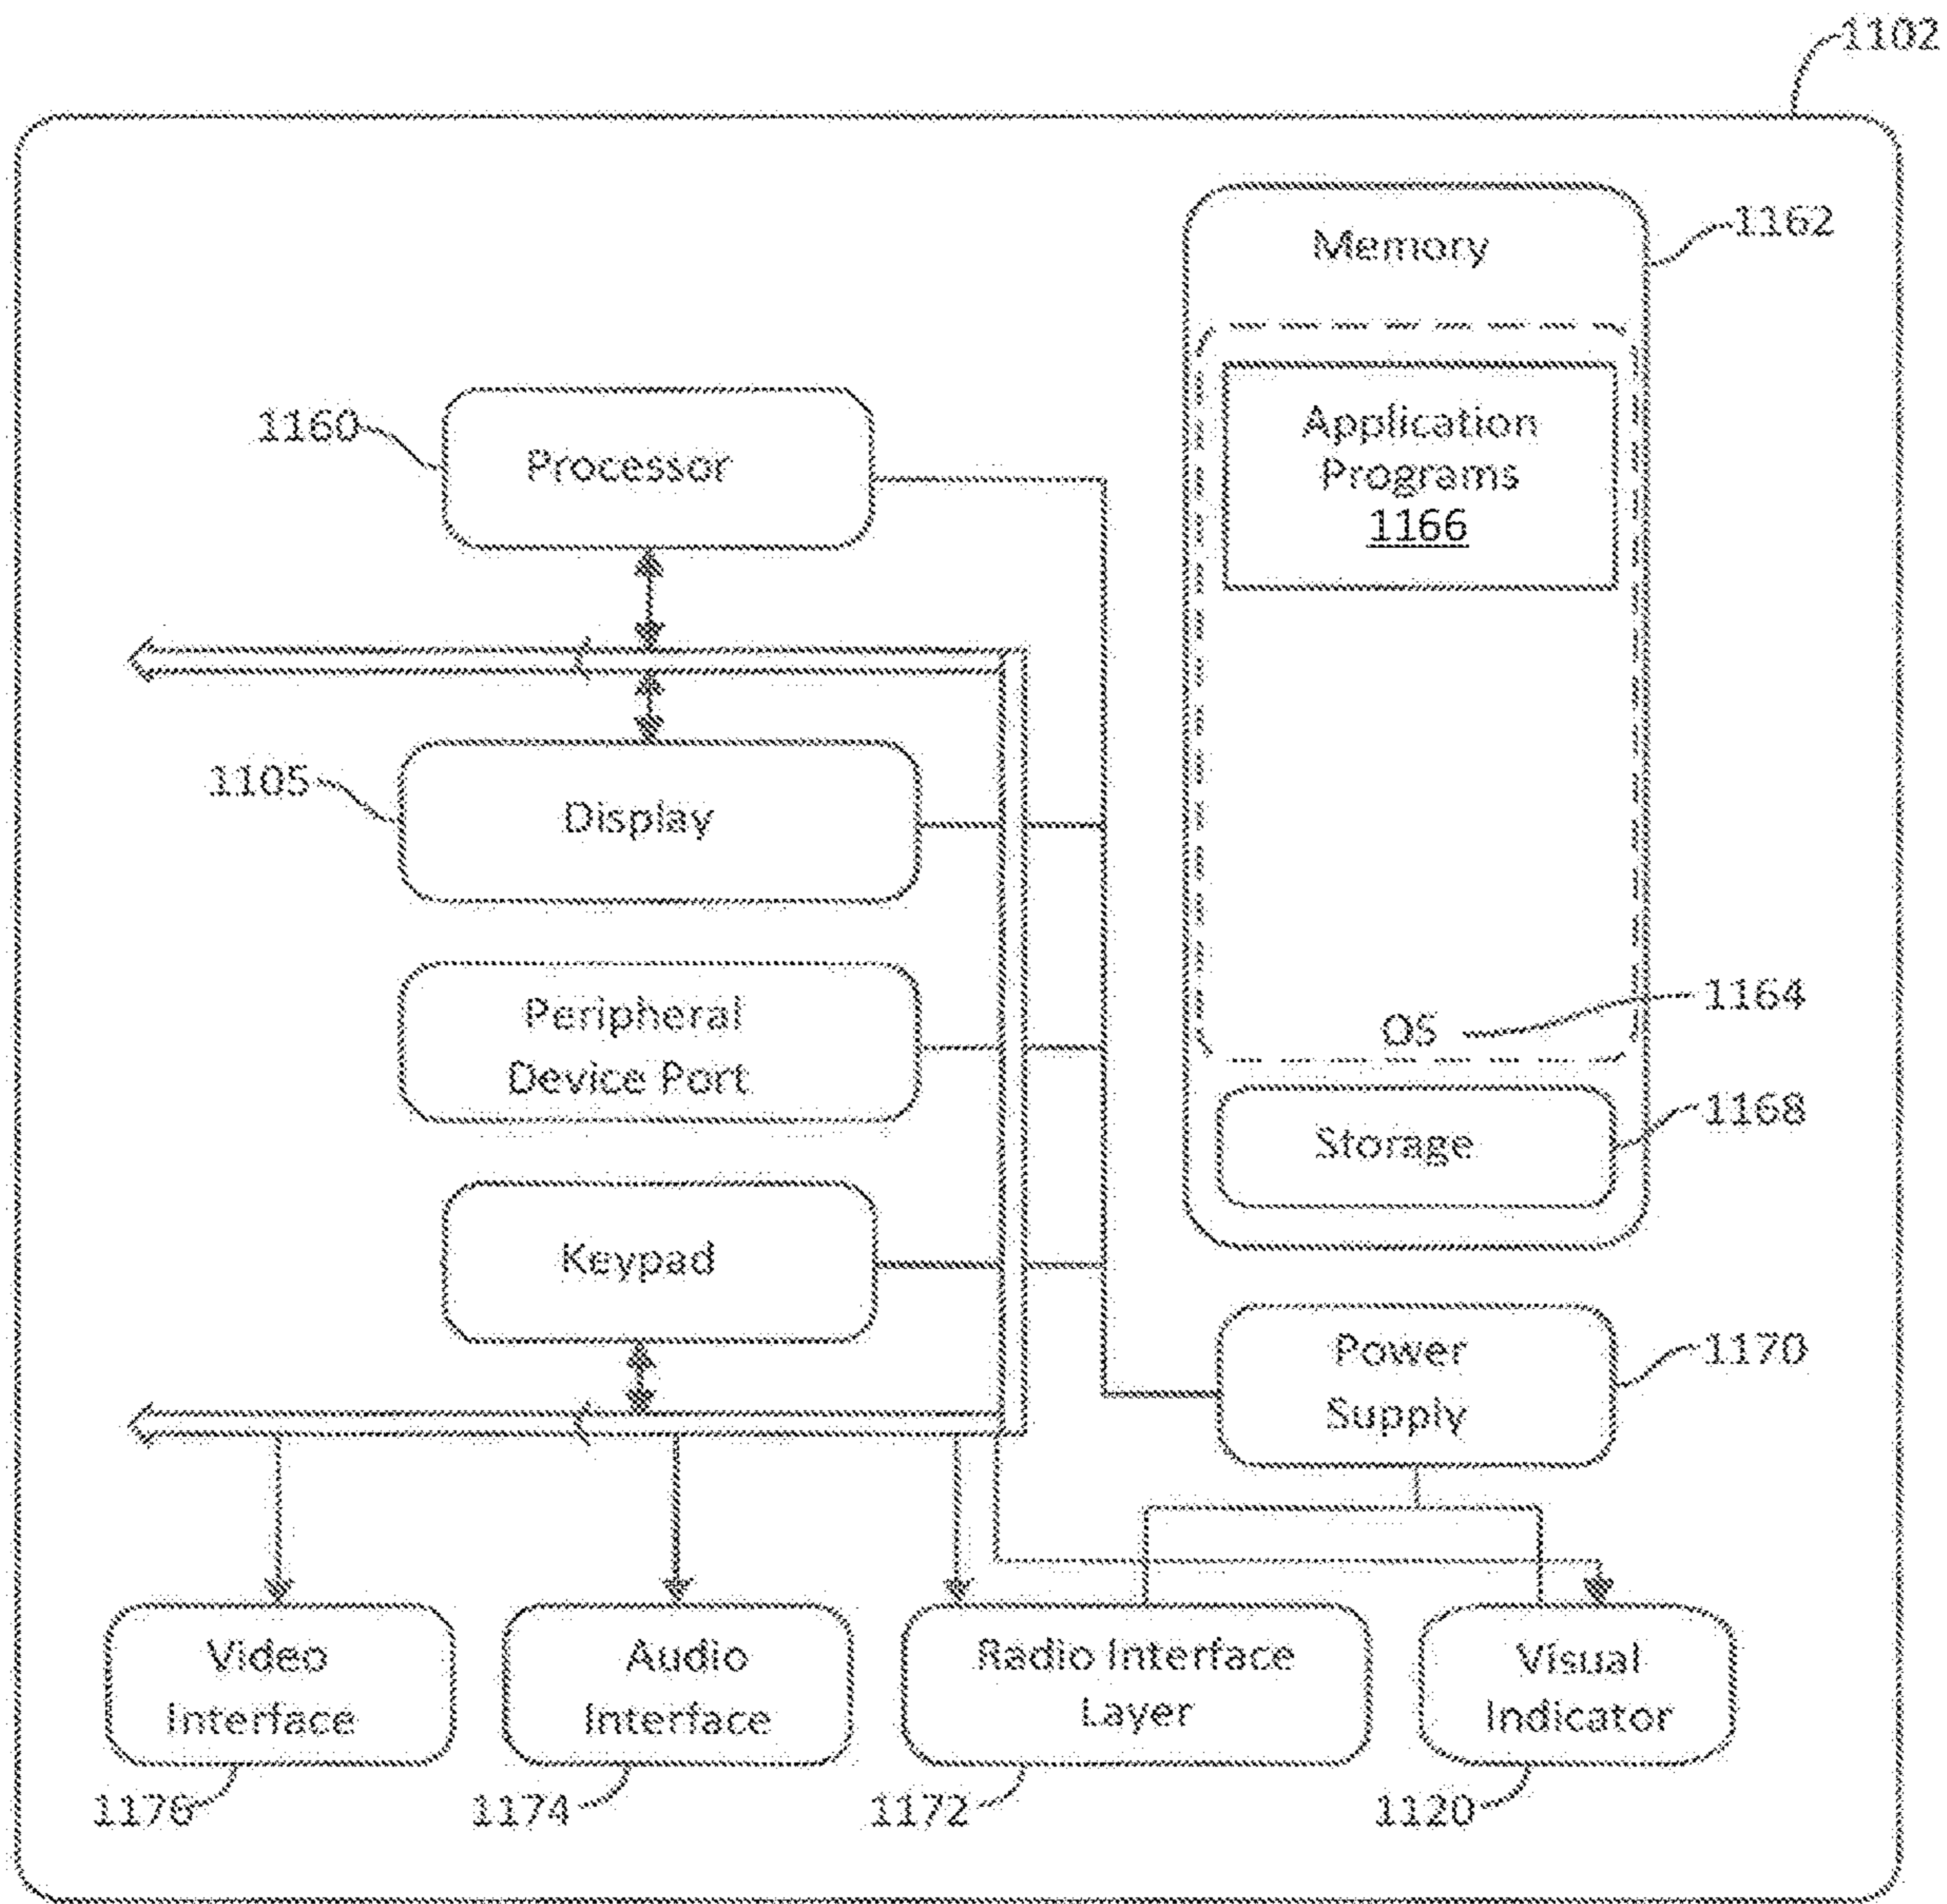 1102
Memory
1162
Application
Programs
1166
1160
Processor
1105
Display
Peripheral
Device Port
OS
1164
Storage
1168
Keypad
Power
Supply
1170
Video
Interface
Audio
Interface
Radio Interface
Layer
Visual
Indicator
1176
1174
1172
1120